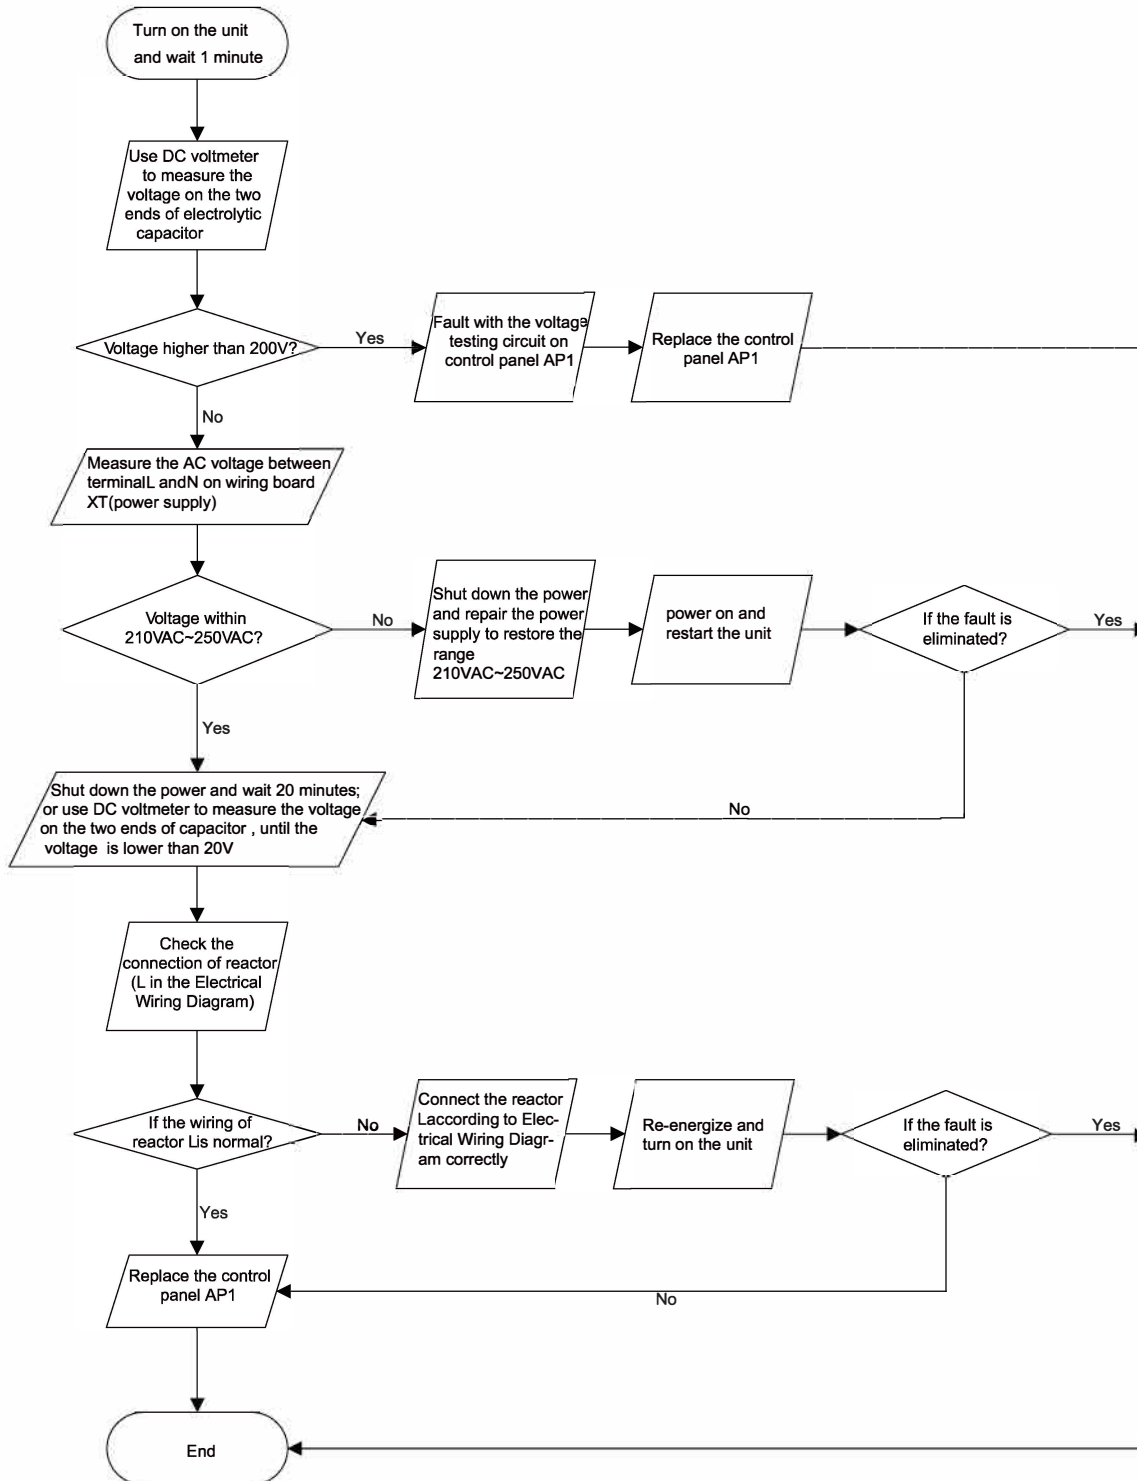 Turn on the unit
and wait 1 minute
Use DC voltmeter
to measure the
voltage on the two
ends of electrolytic
capacitor
Voltage higher than 200V?
Yes
Fault with the voltage
testing circuit on
control panel AP1
Replace the control
panel AP1
No
Measure the AC voltage between
terminalL andN on wiring board
XT(power supply)
Voltage within
210VAC~250VAC?
No
Shut down the power
and repair the power
supply to restore the
range
210VAC~250VAC
power on and
restart the unit
If the fault is
eliminated?
Yes
Yes
No
Shut down the power and wait 20 minutes;
or use DC voltmeter to measure the voltage
on the two ends of capacitor , until the
voltage is lower than 20V
Check the
connection of reactor
(L in the Electrical
Wiring Diagram)
If the wiring of
reactor Lis normal?
No
Connect the reactor
Laccording to Elec-
trical Wiring Diagr-
am correctly
Re-energize and
turn on the unit
If the fault is
eliminated?
Yes
Yes
No
Replace the control
panel AP1
End